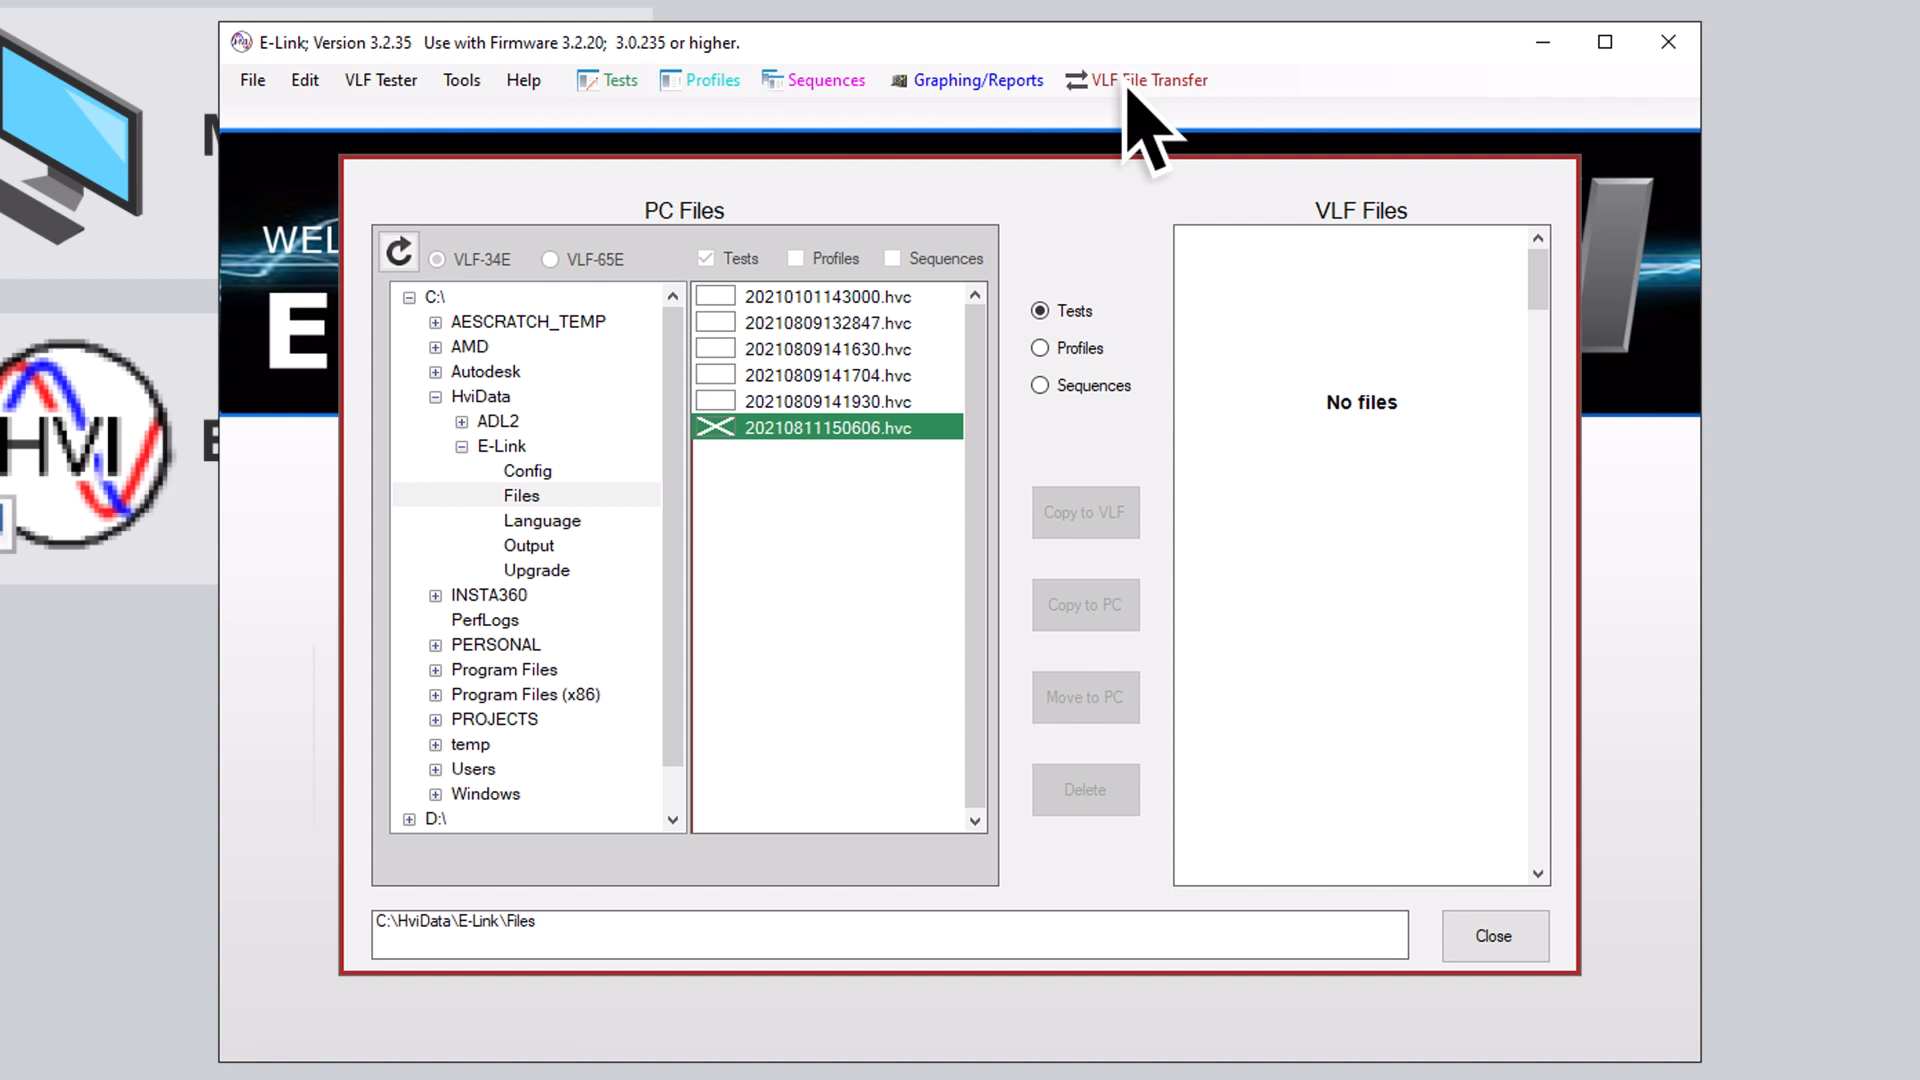 E-Link; Version 3.2.35 Use with Firmware 3.2.20; 3.0.235 or higher.
File Edit VLF Tester Tools Help Tests Profiles Sequences Graphing/Reports VLF File Transfer
M
WEL
E
HVI
E
PC Files
VLF-34E VLF-65E Tests Profiles Sequences
C:\
AESCRATCH_TEMP
AMD
Autodesk
HviData
ADL2
E-Link
Config
Files
Language
Output
Upgrade
INSTA360
PerfLogs
PERSONAL
Program Files
Program Files (x86)
PROJECTS
temp
Users
Windows
D:\
20210101143000.hvc
20210809132847.hvc
20210809141630.hvc
20210809141704.hvc
20210809141930.hvc
20210811150606.hvc
Tests
Profiles
Sequences
Copy to VLF
Copy to PC
Move to PC
Delete
VLF Files
No files
C:\HviData\E-Link\Files
Close